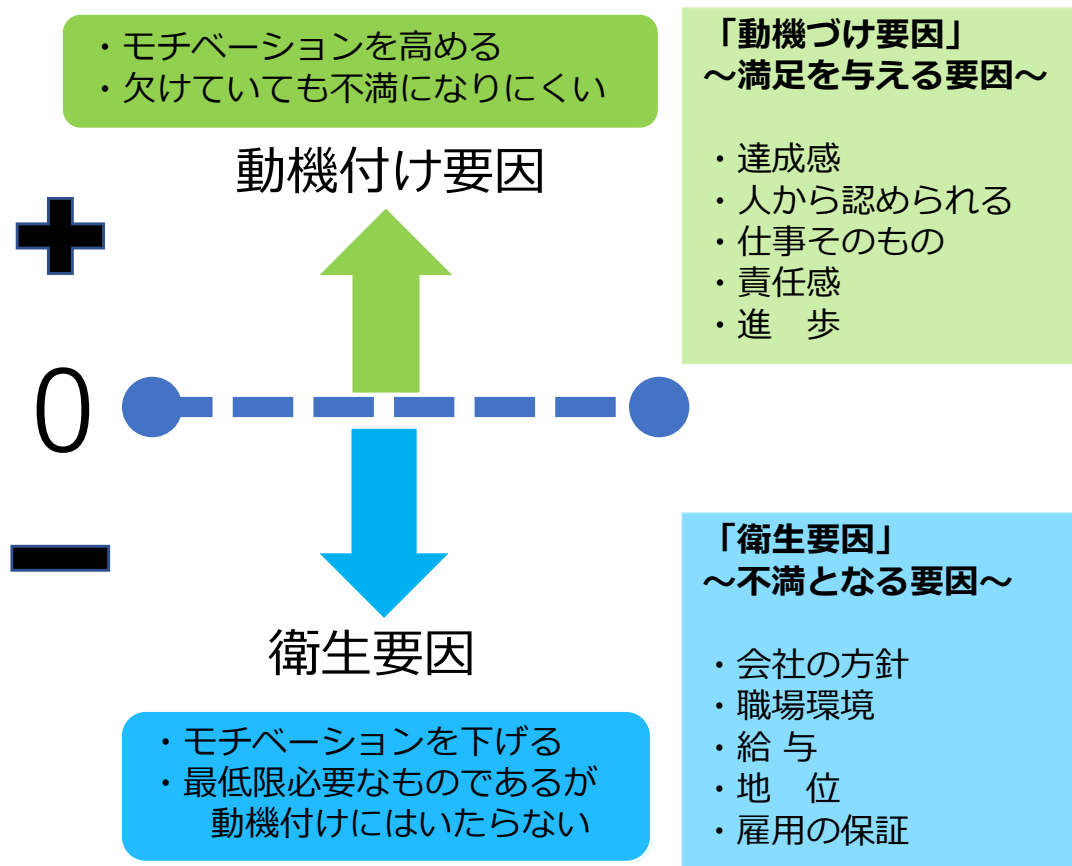 ・モチベーションを高める
・欠けていても不満になりにくい
動機付け要因
+
0
－
衛生要因
・モチベーションを下げる
・最低限必要なものであるが
動機付けにはいたらない
「動機づけ要因」
～満足を与える要因～
・達成感
・人から認められる
・仕事そのもの
・責任感
・進　歩
「衛生要因」
～不満となる要因～
・会社の方針
・職場環境
・給 与
・地　位
・雇用の保証